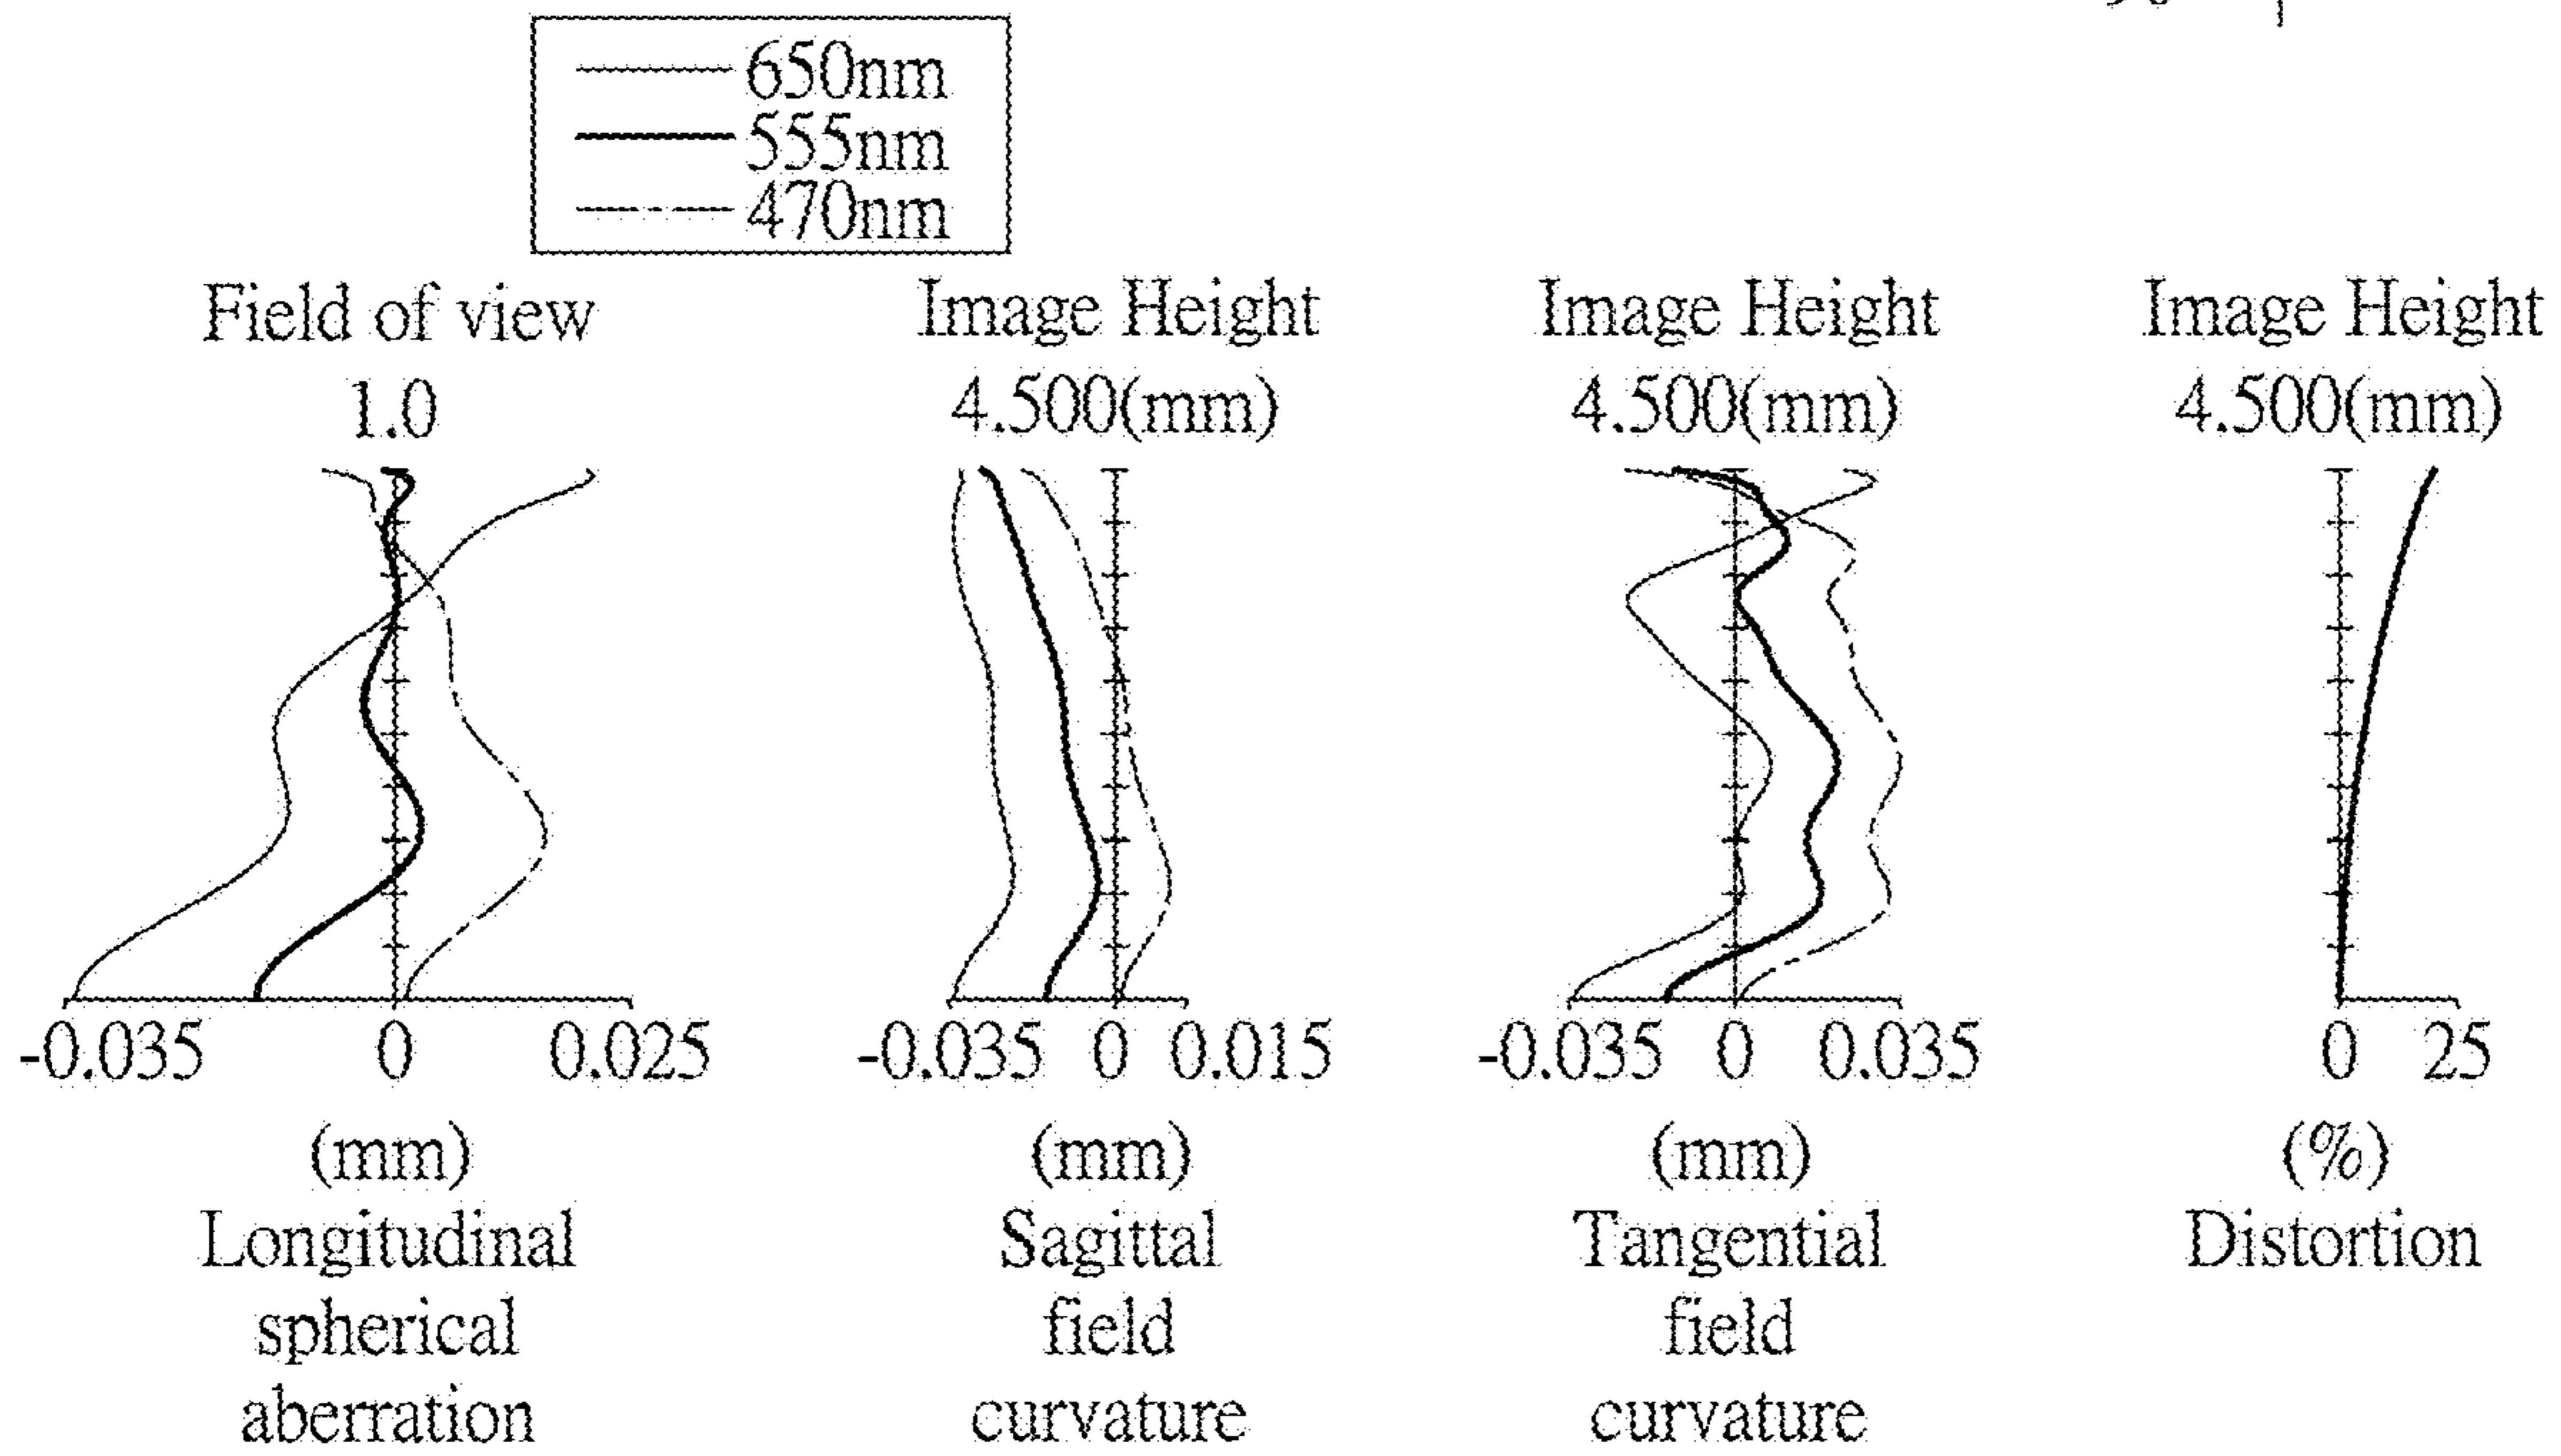 650nm
555nm
470nm
Field of view
1.0
Image Height
4.500(mm)
Image Height
4.500(mm)
Image Height
4.500(mm)
-0.035 0 0.025
-0.035 0 0.015
-0.035 0 0.035
0 25
(mm)
Longitudinal
spherical
aberration
(mm)
Sagittal
field
curvature
(mm)
Tangential
field
curvature
(%)
Distortion